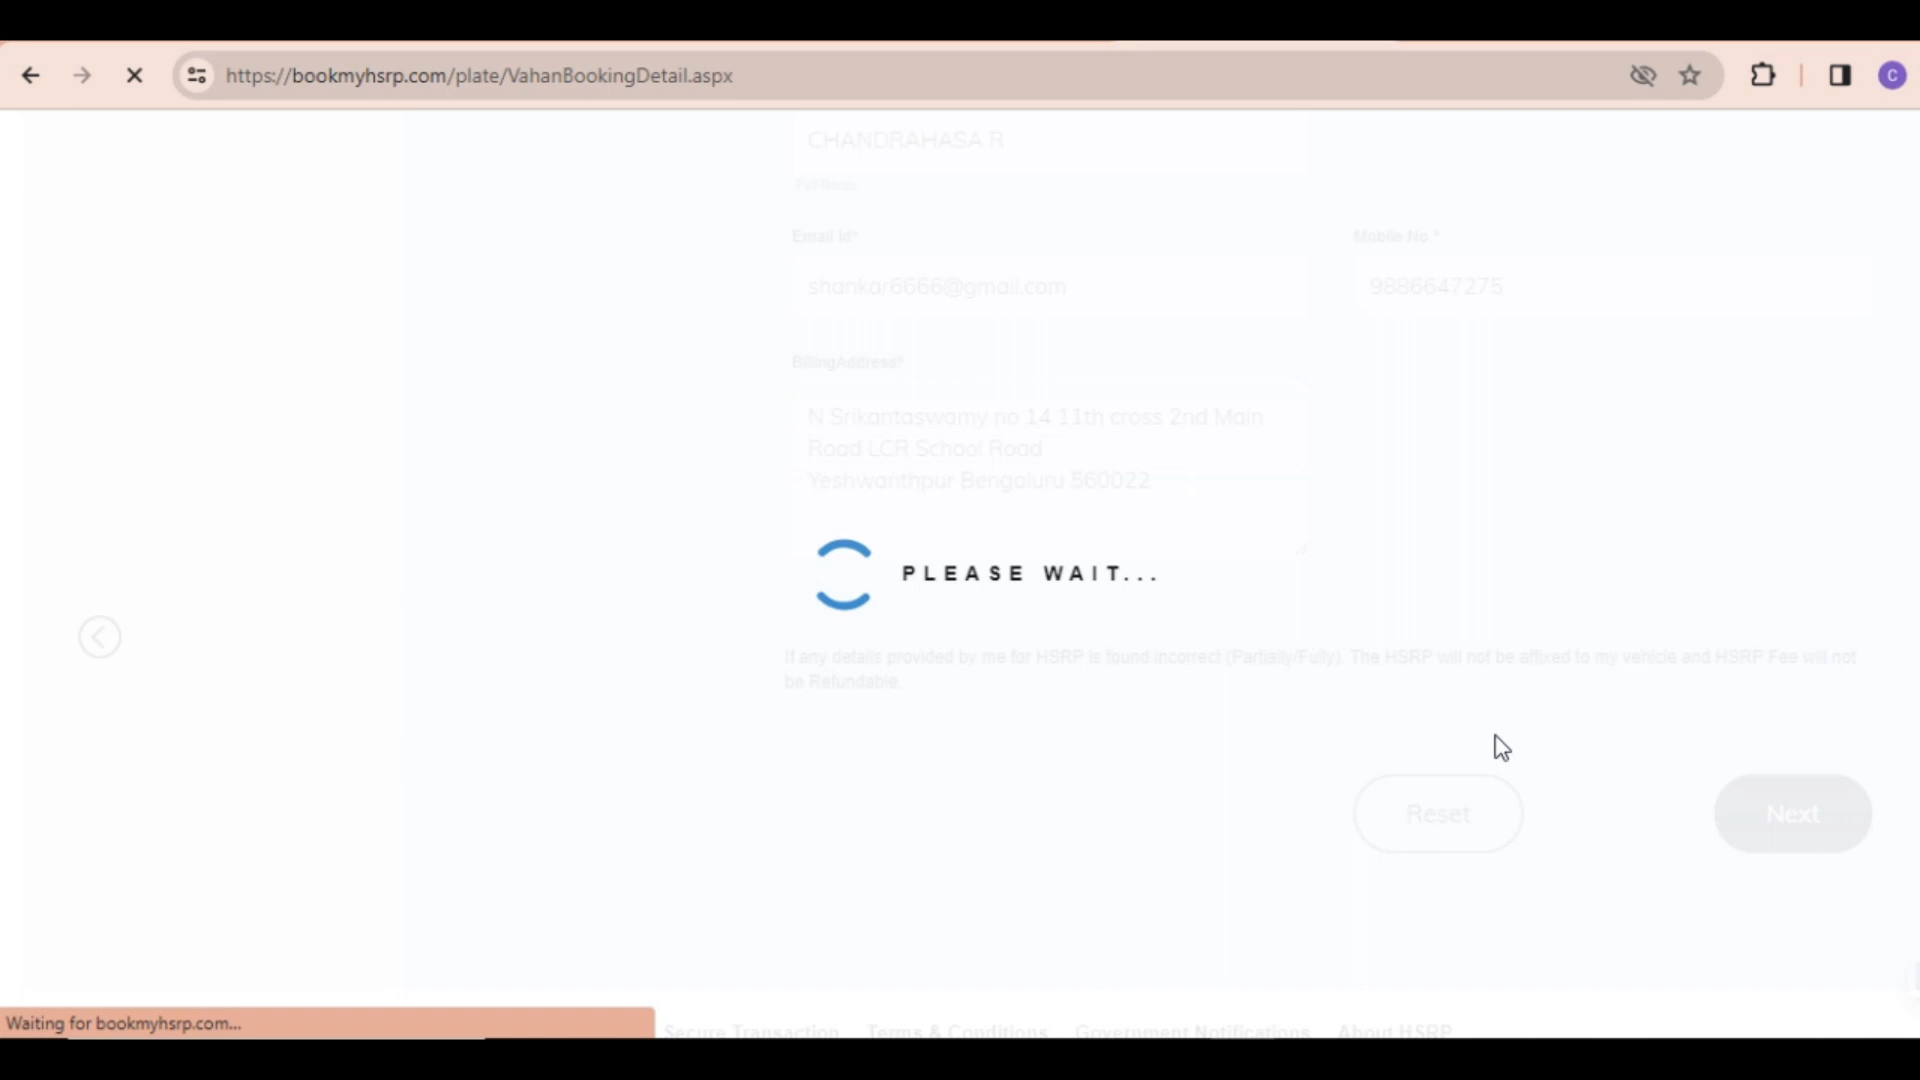 https://bookmyhsrp.com/plate/VahanBookingDetail.aspx
C
CHANDRAHASA R
Full Name
Email Id*
Mobile No.*
shankar6666@gmail.com
9886647275
BillingAddress*
N Srikantaswamy no 14 11th cross 2nd Main
Road LCR School Road
Yeshwanthpur Bengaluru 560022
PLEASE WAIT...
If any details provided by me for HSRP is found incorrect (Partially/Fully). The HSRP will not be affixed to my vehicle and HSRP Fee will not
be Refundable.
Reset
Next
Waiting for bookmyhsrp.com...
Secure Transaction
Terms & Conditions
Government Notifications
About HSRP